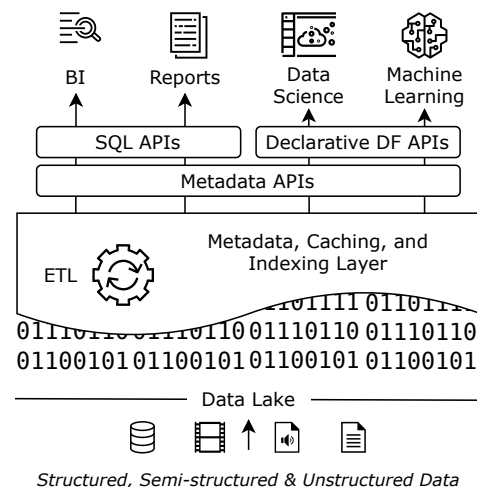 BI
Reports
Data
Science
Machine
Learning
SQL APIs
Declarative DF APIs
Metadata APIs
Metadata, Caching, and
Indexing Layer
ETL
01110110 01110110 01110110 01110110
01100101 01100101 01100101 01100101
Data Lake
Structured, Semi-structured & Unstructured Data